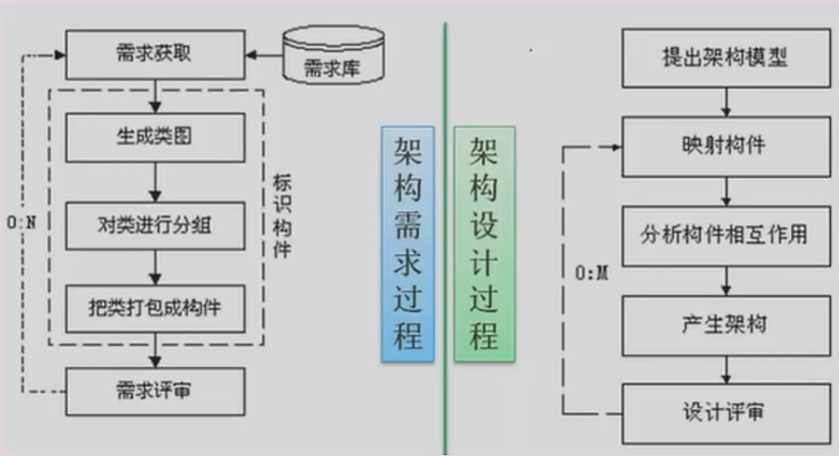 需求获取
需求库
生成类图
对类进行分组
把类打包成构件
标识构件
0:N
需求评审
架构需求过程
架构设计过程
提出架构模型
映射构件
分析构件相互作用
0:M
产生架构
设计评审